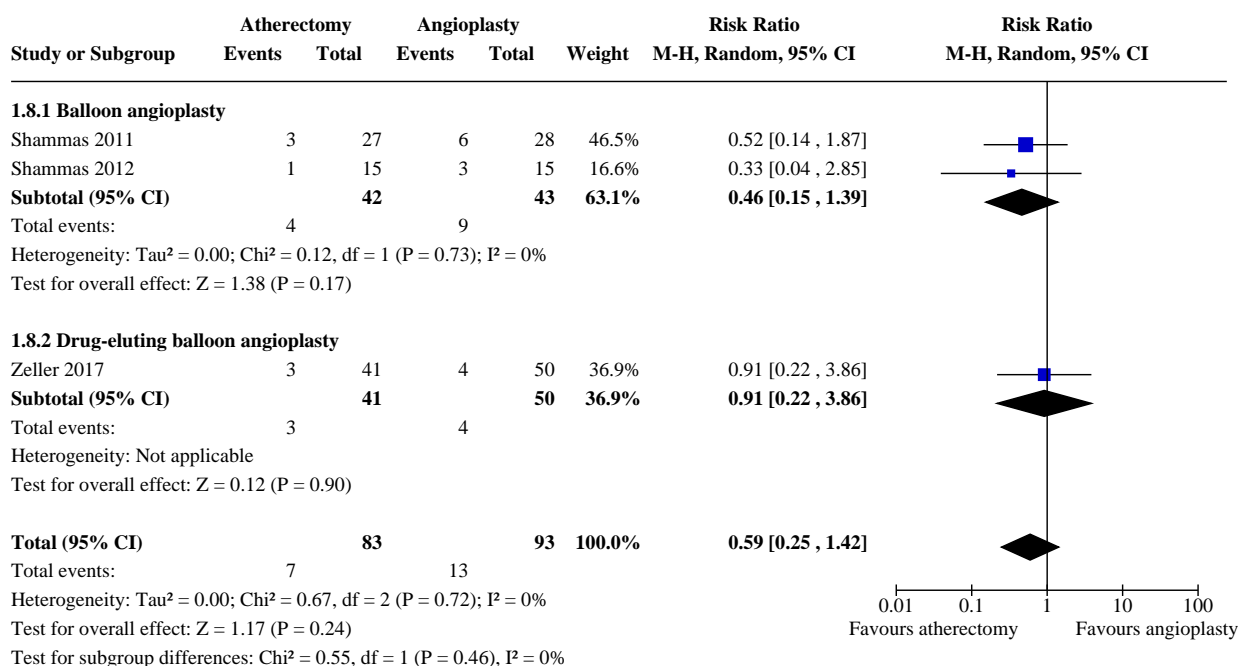 Atherectomy Angioplasty Risk Ratio Risk Ratio
Study or Subgroup Events Total Events Total Weight M-H, Random, 95% CI M-H, Random, 95% CI
1.8.1 Balloon angioplasty
Shammas 2011 3 27 6 28 46.5% 0.52 [0.14 , 1.87]
Shammas 2012 1 15 3 15 16.6% 0.33 [0.04 , 2.85]
Subtotal (95% CI) 42 43 63.1% 0.46 [0.15 , 1.39]
Total events: 4 9
Heterogeneity: Tau² = 0.00; Chi² = 0.12, df = 1 (P = 0.73); I² = 0%
Test for overall effect: Z = 1.38 (P = 0.17)
1.8.2 Drug-eluting balloon angioplasty
Zeller 2017 3 41 4 50 36.9% 0.91 [0.22 , 3.86]
Subtotal (95% CI) 41 50 36.9% 0.91 [0.22 , 3.86]
Total events: 3 4
Heterogeneity: Not applicable
Test for overall effect: Z = 0.12 (P = 0.90)
Total (95% CI) 83 93 100.0% 0.59 [0.25 , 1.42]
Total events: 7 13
Heterogeneity: Tau² = 0.00; Chi² = 0.67, df = 2 (P = 0.72); I² = 0%
0.01 0.1 1 10 100
Test for overall effect: Z = 1.17 (P = 0.24)
Favours atherectomy Favours angioplasty
Test for subgroup differences: Chi² = 0.55, df = 1 (P = 0.46), I² = 0%